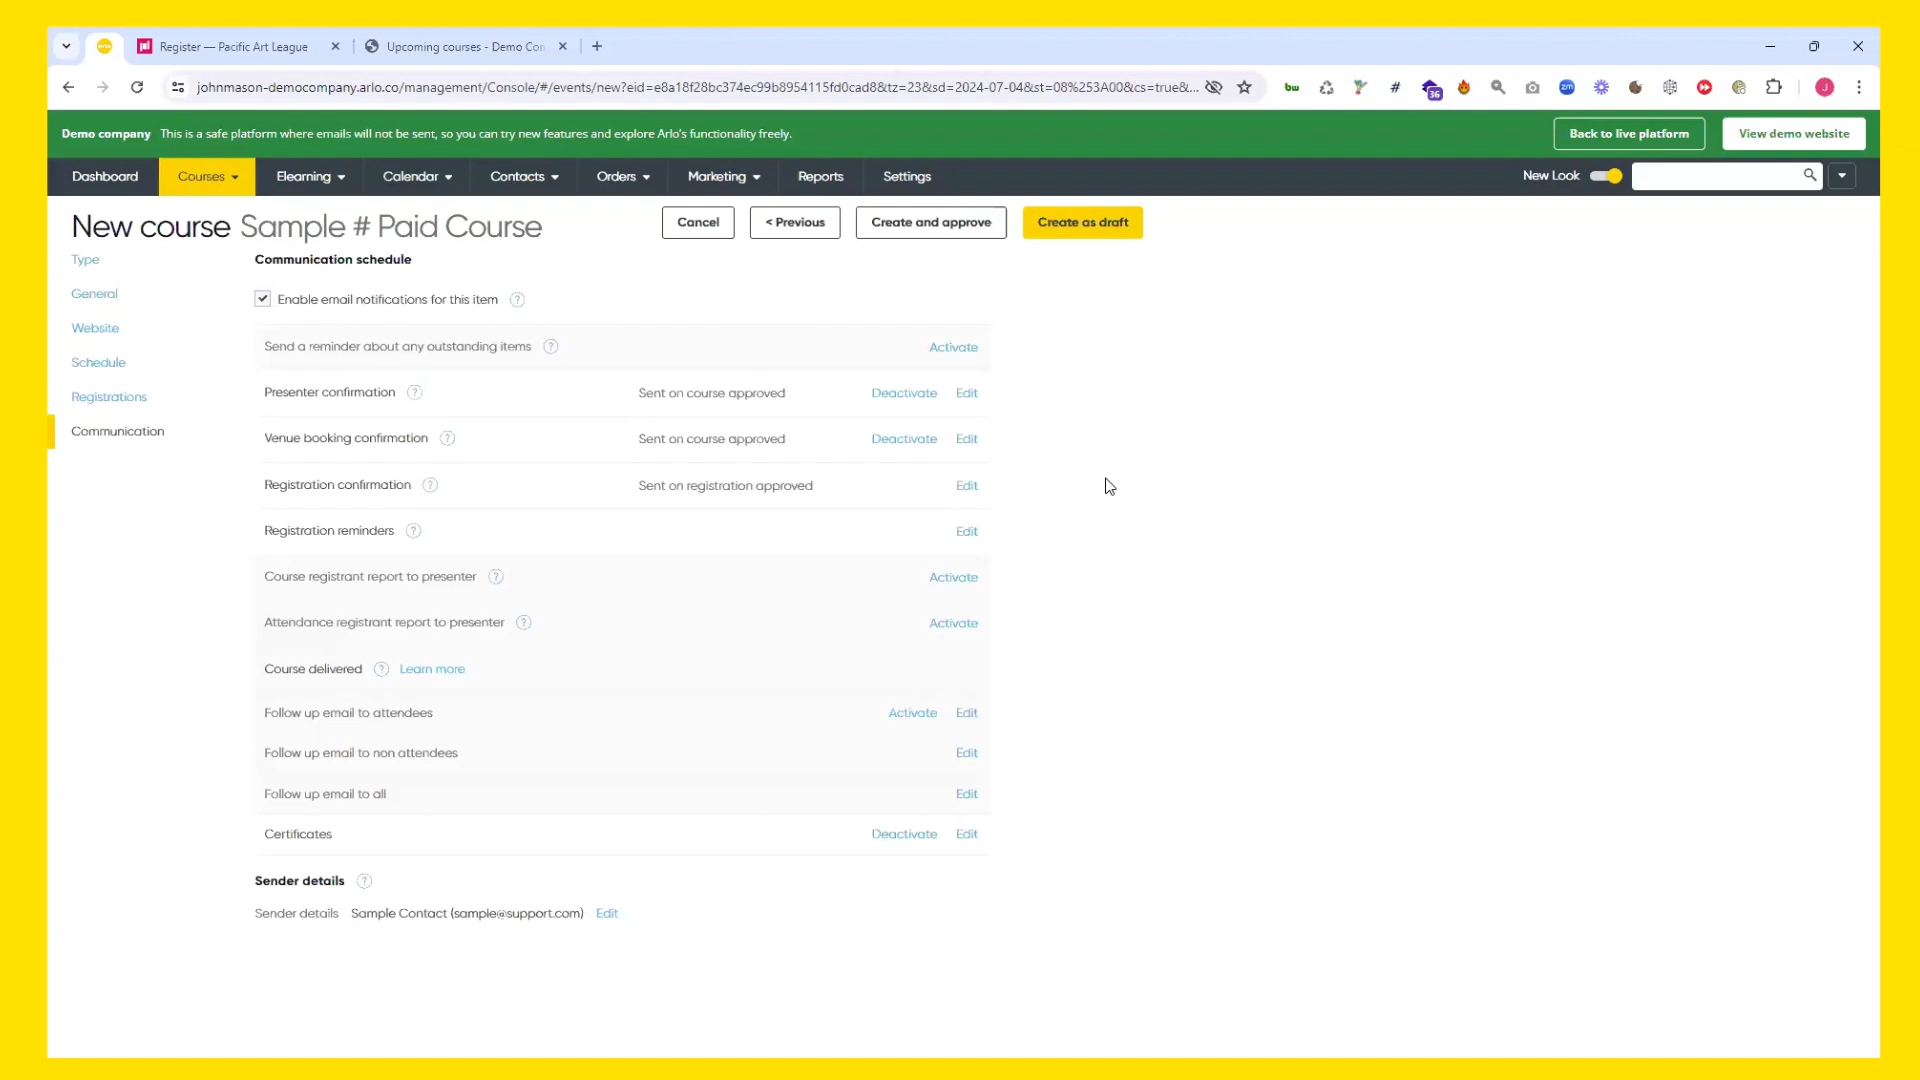 Register — Pacific Art League
Upcoming courses - Demo Con
johnmason-democompany.arlo.co/management/Console/#/events/new?eid=e8a18f28bc374ec99b8954115fd0cad8&tz=23&sd=2024-07-04&st=08%253A00&cs=true&...
bw
#
36
zm
J
Demo company This is a safe platform where emails will not be sent, so you can try new features and explore Arlo's functionality freely.
Back to live platform
View demo website
Dashboard
Courses
Elearning
Calendar
Contacts
Orders
Marketing
Reports
Settings
New Look
New course Sample # Paid Course
Cancel
< Previous
Create and approve
Create as draft
Type
General
Website
Schedule
Registrations
Communication
Communication schedule
Enable email notifications for this item ?
Send a reminder about any outstanding items ? Activate
Presenter confirmation ? Sent on course approved Deactivate Edit
Venue booking confirmation ? Sent on course approved Deactivate Edit
Registration confirmation ? Sent on registration approved Edit
Registration reminders ? Edit
Course registrant report to presenter ? Activate
Attendance registrant report to presenter ? Activate
Course delivered ? Learn more
Follow up email to attendees Activate Edit
Follow up email to non attendees Edit
Follow up email to all Edit
Certificates Deactivate Edit
Sender details ?
Sender details Sample Contact (sample@support.com) Edit